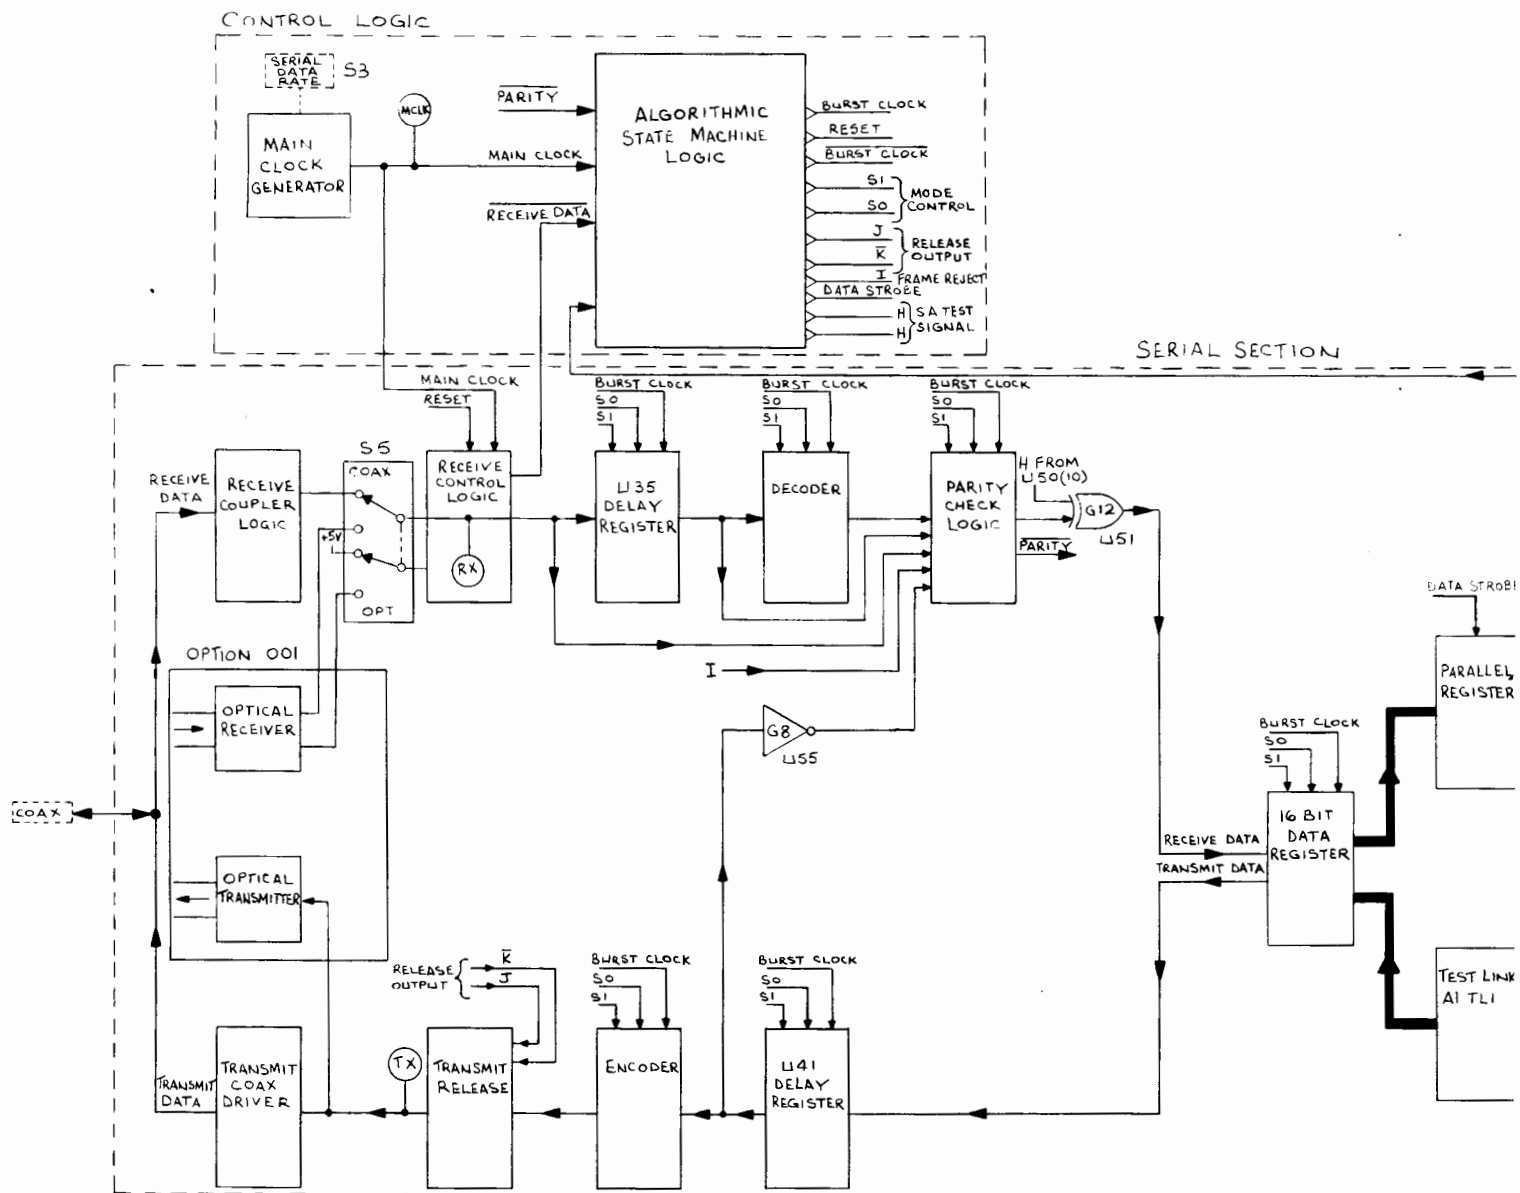 CONTROL LOGIC
SERIAL
DATA
RATE
S3
MCLK
MAIN
CLOCK
GENERATOR
PARITY
MAIN CLOCK
RECEIVE DATA
ALGORITHMIC
STATE MACHINE
LOGIC
BURST CLOCK
RESET
BURST CLOCK
S1
S0
MODE
CONTROL
J
K
RELEASE
OUTPUT
I FRAME REJECT
DATA STROBE
H
H
SA TEST
SIGNAL
SERIAL SECTION
MAIN CLOCK
RESET
BURST CLOCK
S0
S1
BURST CLOCK
S0
S1
BURST CLOCK
S0
S1
RECEIVE
DATA
RECEIVE
COUPLER
LOGIC
S5
COAX
+5V
OPT
RECEIVE
CONTROL
LOGIC
RX
U35
DELAY
REGISTER
DECODER
PARITY
CHECK
LOGIC
H FROM
U50(10)
G12
U51
PARITY
DATA STROBE
PARALLEL
REGISTER
OPTION 001
OPTICAL
RECEIVER
I
G8
U55
BURST CLOCK
S0
S1
COAX
16 BIT
DATA
REGISTER
RECEIVE DATA
TRANSMIT DATA
OPTICAL
TRANSMITTER
RELEASE
OUTPUT
K
J
BURST CLOCK
S0
S1
BURST CLOCK
S0
S1
TEST LINK
A1 TL1
TRANSMIT
DATA
TRANSMIT
COAX
DRIVER
TX
TRANSMIT
RELEASE
ENCODER
U41
DELAY
REGISTER